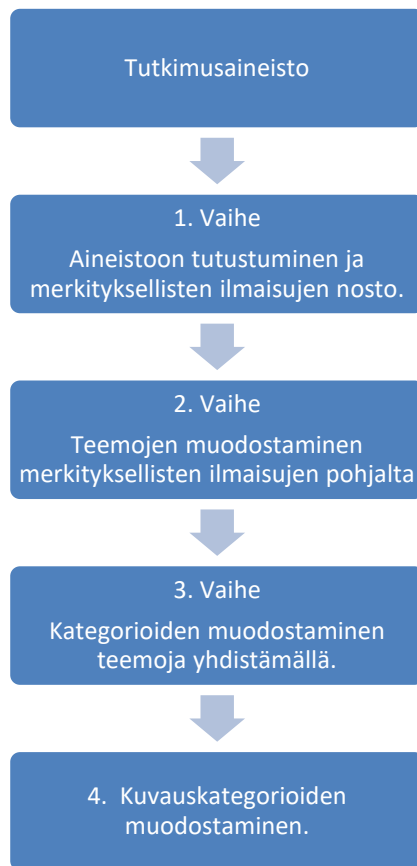 Tutkimusaineisto
1. Vaihe
Aineistoon tutustuminen ja
merkityksellisten ilmaisujen nosto.
2. Vaihe
Teemojen muodostaminen
merkityksellisten ilmaisujen pohjalta
3. Vaihe
Kategorioiden muodostaminen
teemoja yhdistämällä.
4. Kuvauskategorioiden
muodostaminen.